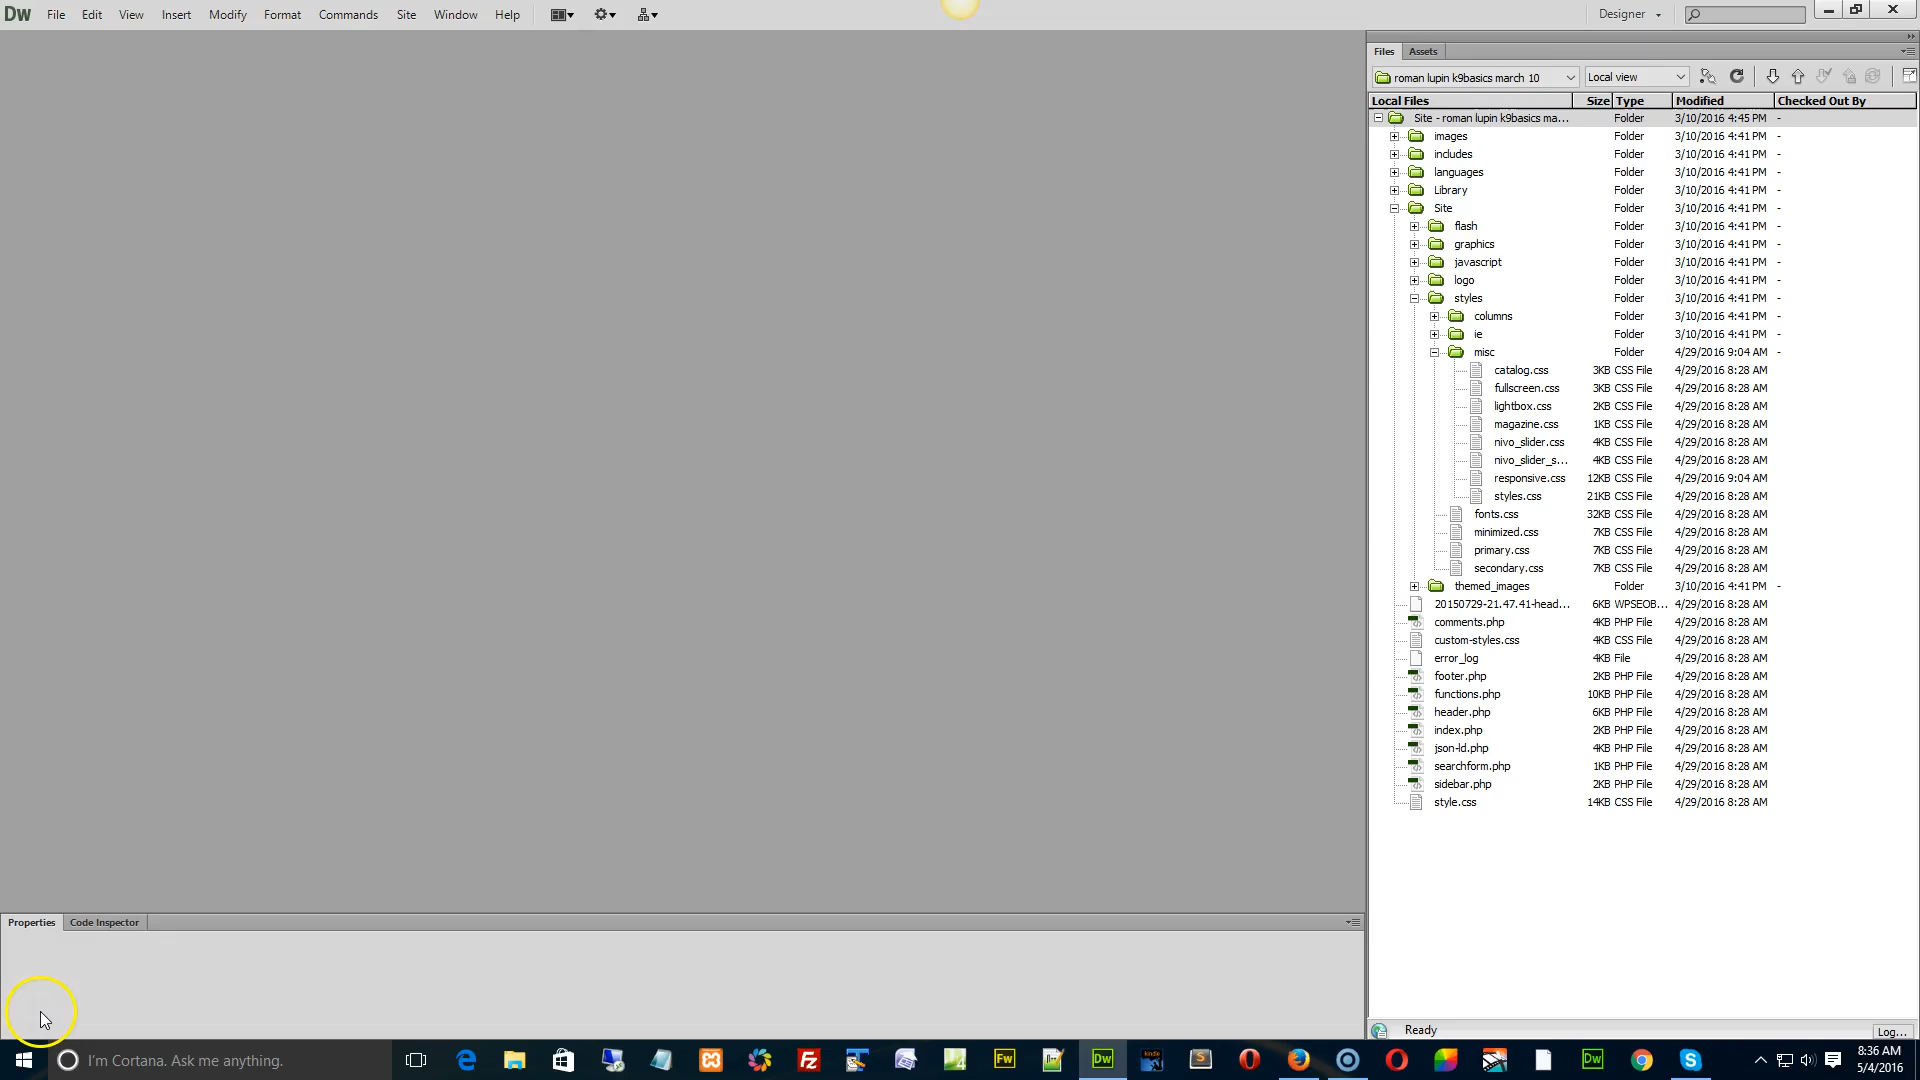 Dw File Edit View Insert Modify Format Commands Site Window Help Designer
Files Assets
roman lupin k9basics march 10 Local view
Local Files Size Type Modified Checked Out By
Site - roman lupin k9basics ma... Folder 3/10/2016 4:45 PM -
images Folder 3/10/2016 4:41 PM -
includes Folder 3/10/2016 4:41 PM -
languages Folder 3/10/2016 4:41 PM -
Library Folder 3/10/2016 4:41 PM -
Site Folder 3/10/2016 4:41 PM -
flash Folder 3/10/2016 4:41 PM -
graphics Folder 3/10/2016 4:41 PM -
javascript Folder 3/10/2016 4:41 PM -
logo Folder 3/10/2016 4:41 PM -
styles Folder 3/10/2016 4:41 PM -
columns Folder 3/10/2016 4:41 PM -
ie Folder 3/10/2016 4:41 PM -
misc Folder 4/29/2016 9:04 AM -
catalog.css 3KB CSS File 4/29/2016 8:28 AM
fullscreen.css 3KB CSS File 4/29/2016 8:28 AM
lightbox.css 2KB CSS File 4/29/2016 8:28 AM
magazine.css 1KB CSS File 4/29/2016 8:28 AM
nivo_slider.css 4KB CSS File 4/29/2016 8:28 AM
nivo_slider_s... 4KB CSS File 4/29/2016 8:28 AM
responsive.css 12KB CSS File 4/29/2016 9:04 AM
styles.css 21KB CSS File 4/29/2016 8:28 AM
fonts.css 32KB CSS File 4/29/2016 8:28 AM
minimized.css 7KB CSS File 4/29/2016 8:28 AM
primary.css 7KB CSS File 4/29/2016 8:28 AM
secondary.css 7KB CSS File 4/29/2016 8:28 AM
themed_images Folder 3/10/2016 4:41 PM -
20150729-21.47.41-head... 6KB WPSEOB... 4/29/2016 8:28 AM
comments.php 4KB PHP File 4/29/2016 8:28 AM
custom-styles.css 4KB CSS File 4/29/2016 8:28 AM
error_log 4KB File 4/29/2016 8:28 AM
footer.php 2KB PHP File 4/29/2016 8:28 AM
functions.php 10KB PHP File 4/29/2016 8:28 AM
header.php 6KB PHP File 4/29/2016 8:28 AM
index.php 2KB PHP File 4/29/2016 8:28 AM
json-ld.php 4KB PHP File 4/29/2016 8:28 AM
searchform.php 1KB PHP File 4/29/2016 8:28 AM
sidebar.php 2KB PHP File 4/29/2016 8:28 AM
style.css 14KB CSS File 4/29/2016 8:28 AM
Properties Code Inspector
Ready Log...
I'm Cortana. Ask me anything. Fz Fw Dw kindle S Dw 8:36 AM
5/4/2016